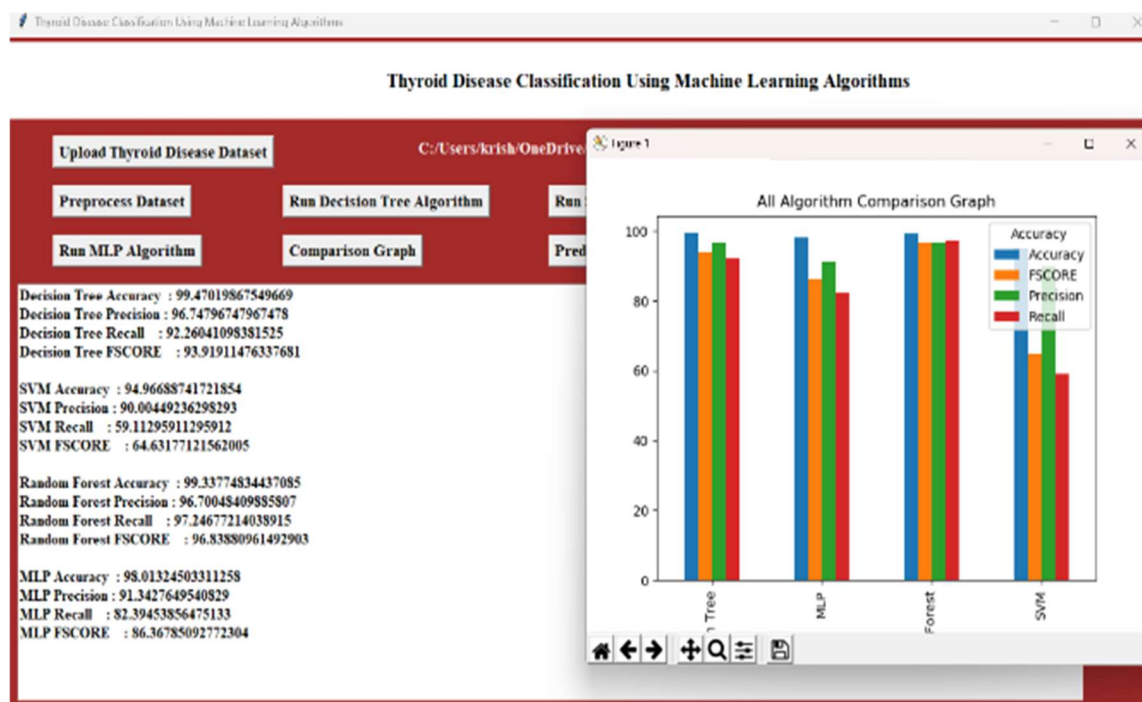 Thyroid Disease Classification Using Machine Learning Algorithms
Thyroid Disease Classification Using Machine Learning Algorithms
Upload Thyroid Disease Dataset
C:/Users/krish/OneDrive/
Preprocess Dataset
Run Decision Tree Algorithm
Run
Run MLP Algorithm
Comparison Graph
Pred
Decision Tree Accuracy : 99.47019867549669
Decision Tree Precision : 96.74796747967478
Decision Tree Recall : 92.26041098381525
Decision Tree FSCORE : 93.91911476337681
SVM Accuracy : 94.96688741721854
SVM Precision : 90.00449236298293
SVM Recall : 59.11295911295912
SVM FSCORE : 64.63177121562005
Random Forest Accuracy : 99.33774834437085
Random Forest Precision : 96.70048409885807
Random Forest Recall : 97.24677214038915
Random Forest FSCORE : 96.83880961492903
MLP Accuracy : 98.01324503311258
MLP Precision : 91.3427649540829
MLP Recall : 82.39453856475133
MLP FSCORE : 86.36785092772304
Figure 1
All Algorithm Comparison Graph
100
80
60
40
20
0
Accuracy
Accuracy
FSCORE
Precision
Recall
n Tree
MLP
Forest
SVM